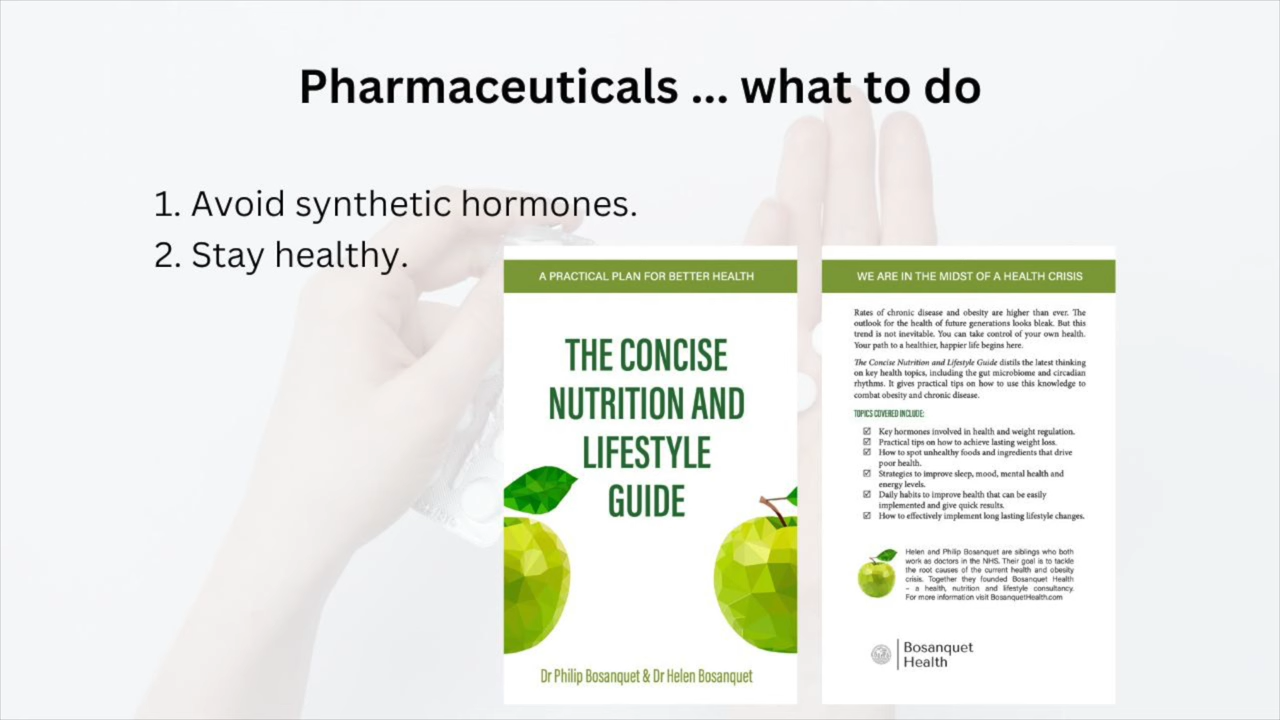 Pharmaceuticals ... what to do
1. Avoid synthetic hormones.
2. Stay healthy.
A PRACTICAL PLAN FOR BETTER HEALTH
THE CONCISE
NUTRITION AND
LIFESTYLE
GUIDE
Dr Philip Bosanquet & Dr Helen Bosanquet
WE ARE IN THE MIDST OF A HEALTH CRISIS
Rates of chronic disease and obesity are higher than ever. The
outlook for the health of future generations looks bleak. But this
trend is not inevitable. You can take control of your own health.
Your path to a healthier, happier life begins here.
The Concise Nutrition and Lifestyle Guide distils the latest thinking
on key health topics, including the gut microbiome and circadian
rhythms. It gives practical tips on how to use this knowledge to
combat obesity and chronic disease.
TOPICS COVERED INCLUDE:
☑ Key hormones involved in health and weight regulation.
☑ Practical tips on how to achieve lasting weight loss.
☑ How to spot unhealthy foods and ingredients that drive
poor health.
☑ Strategies to improve sleep, mood, mental health and
energy levels.
☑ Daily habits to improve health that can be easily
implemented and give quick results.
☑ How to effectively implement long lasting lifestyle changes.
Helen and Philip Bosanquet are siblings who both
work as doctors in the NHS. Their goal is to tackle
the root causes of the current health and obesity
crisis. Together they founded Bosanquet Health
– a health, nutrition and lifestyle consultancy.
For more information visit BosanquetHealth.com
Bosanquet
Health